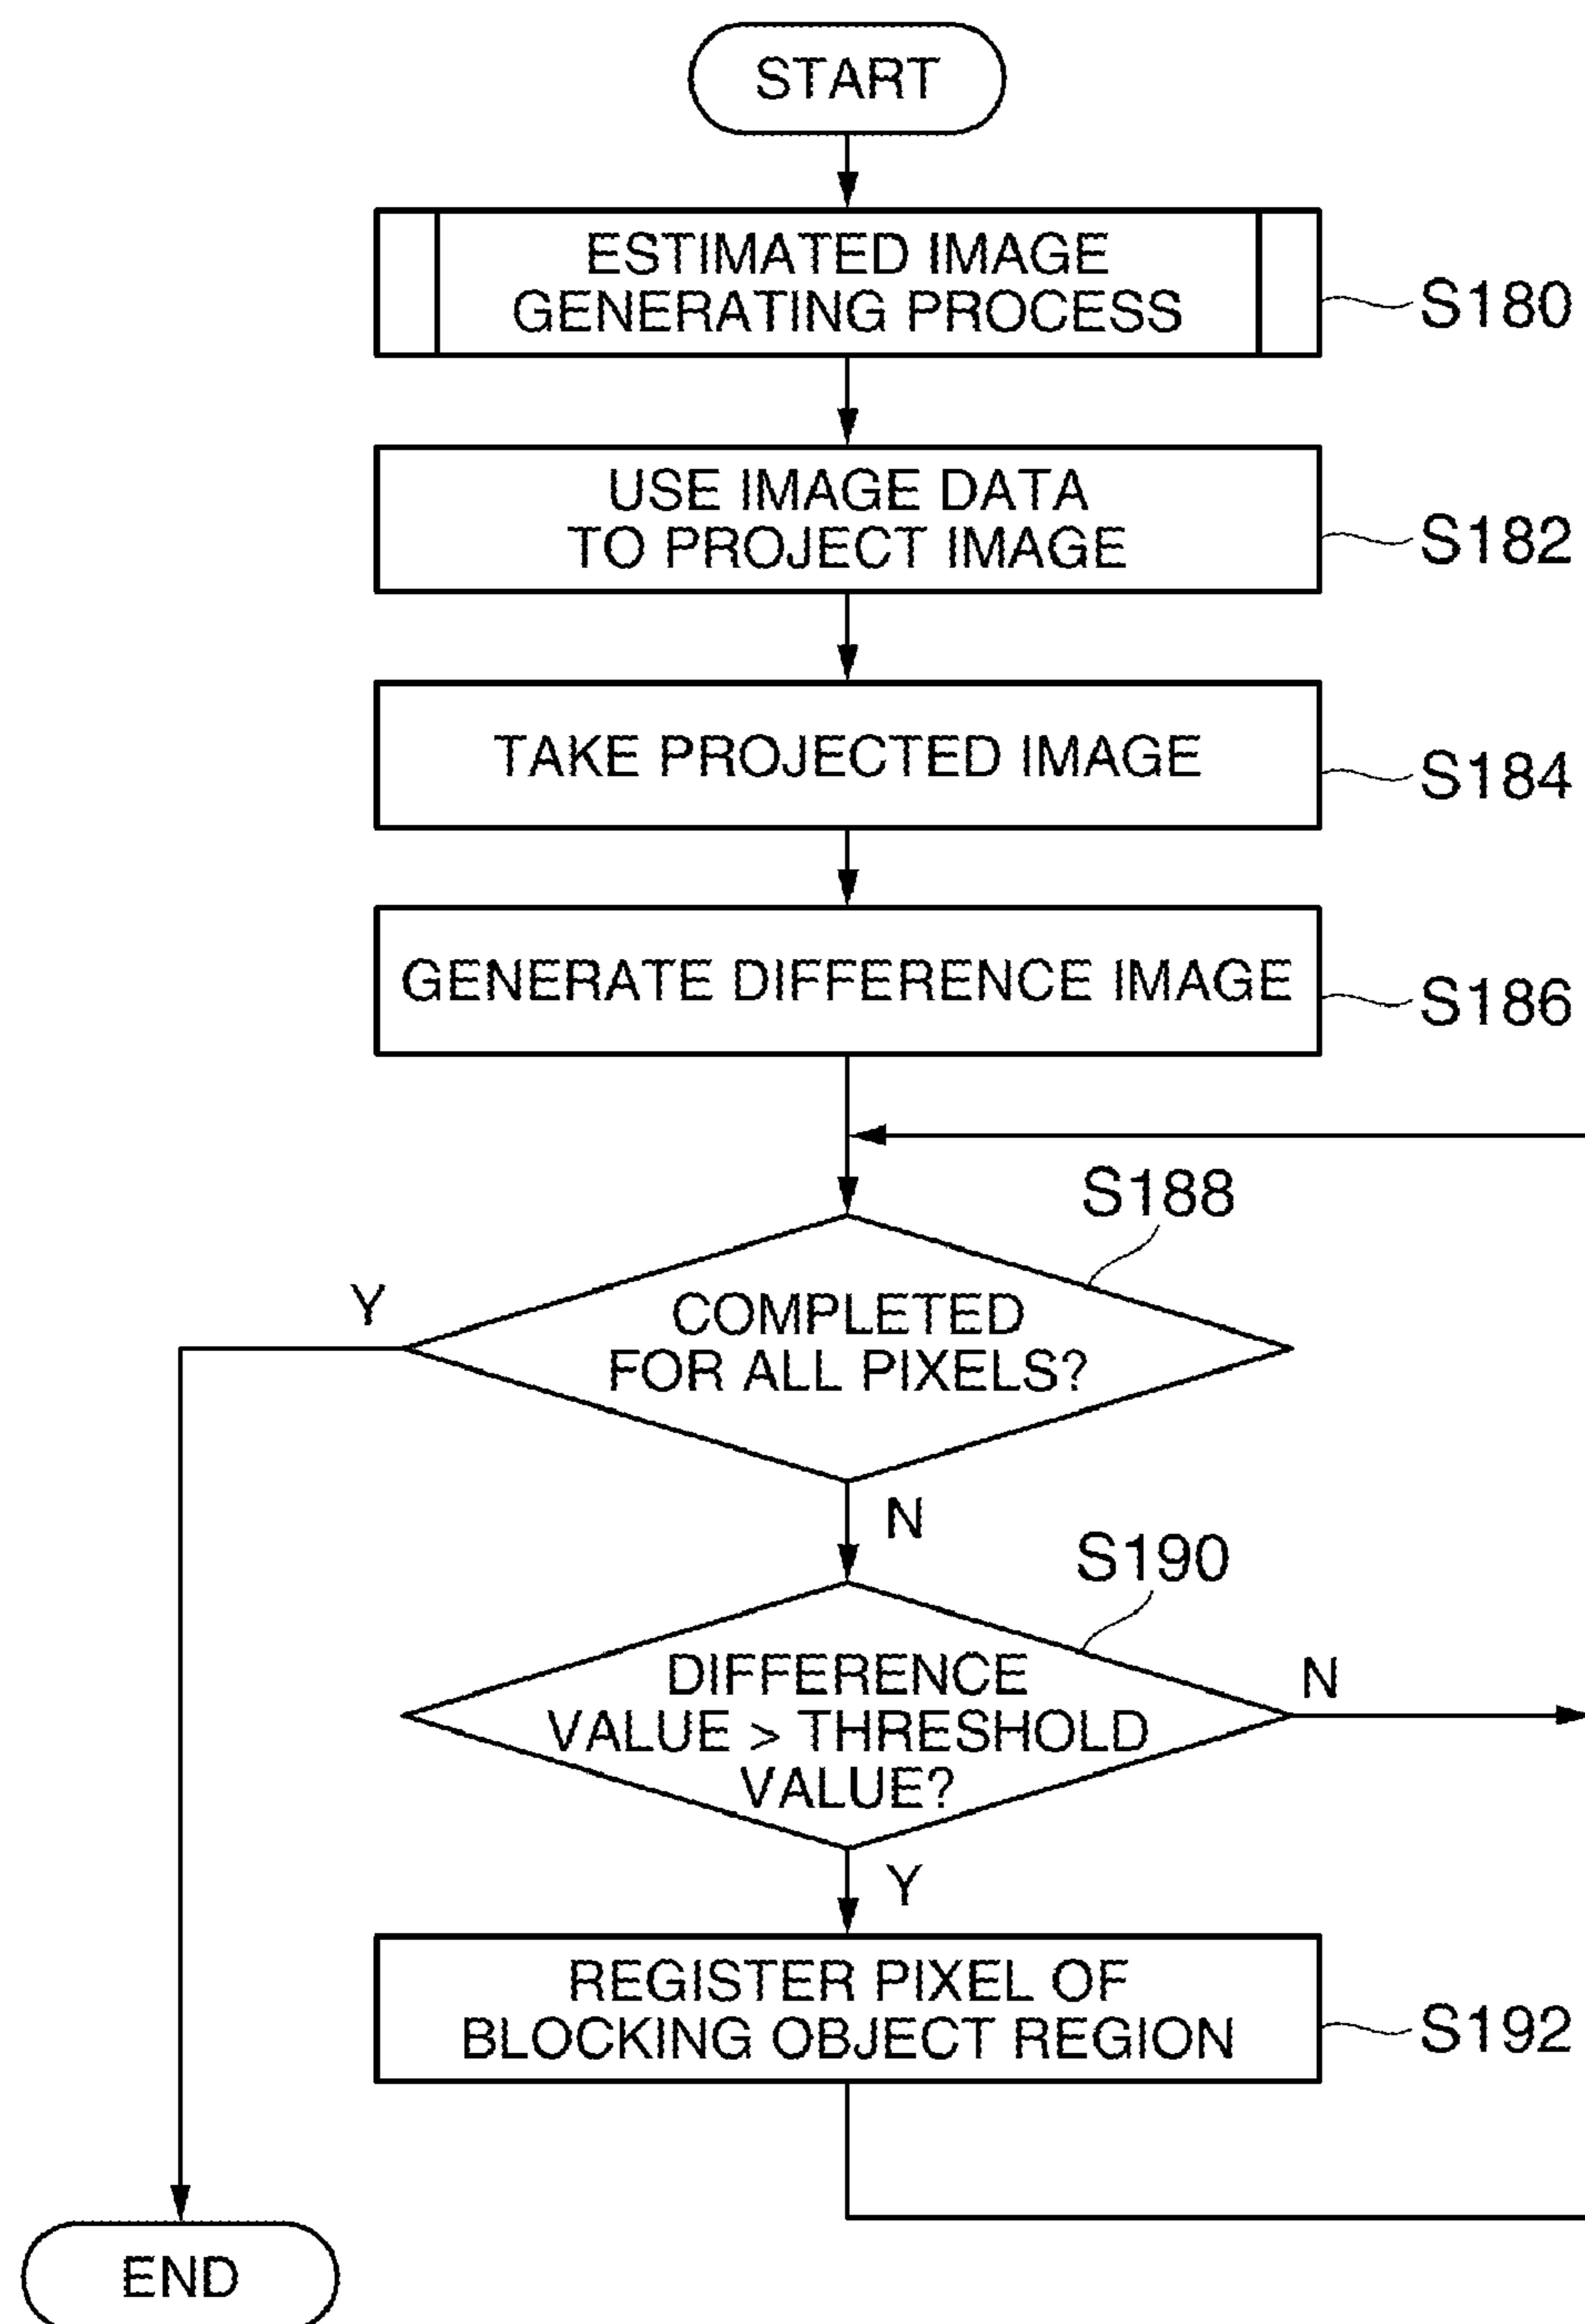 START
ESTIMATED IMAGE
GENERATING PROCESS
S180
USE IMAGE DATA
TO PROJECT IMAGE
S182
TAKE PROJECTED IMAGE
S184
GENERATE DIFFERENCE IMAGE
S186
S188
Y
COMPLETED
FOR ALL PIXELS?
N
S190
DIFFERENCE
VALUE > THRESHOLD
VALUE?
N
Y
REGISTER PIXEL OF
BLOCKING OBJECT REGION
S192
END